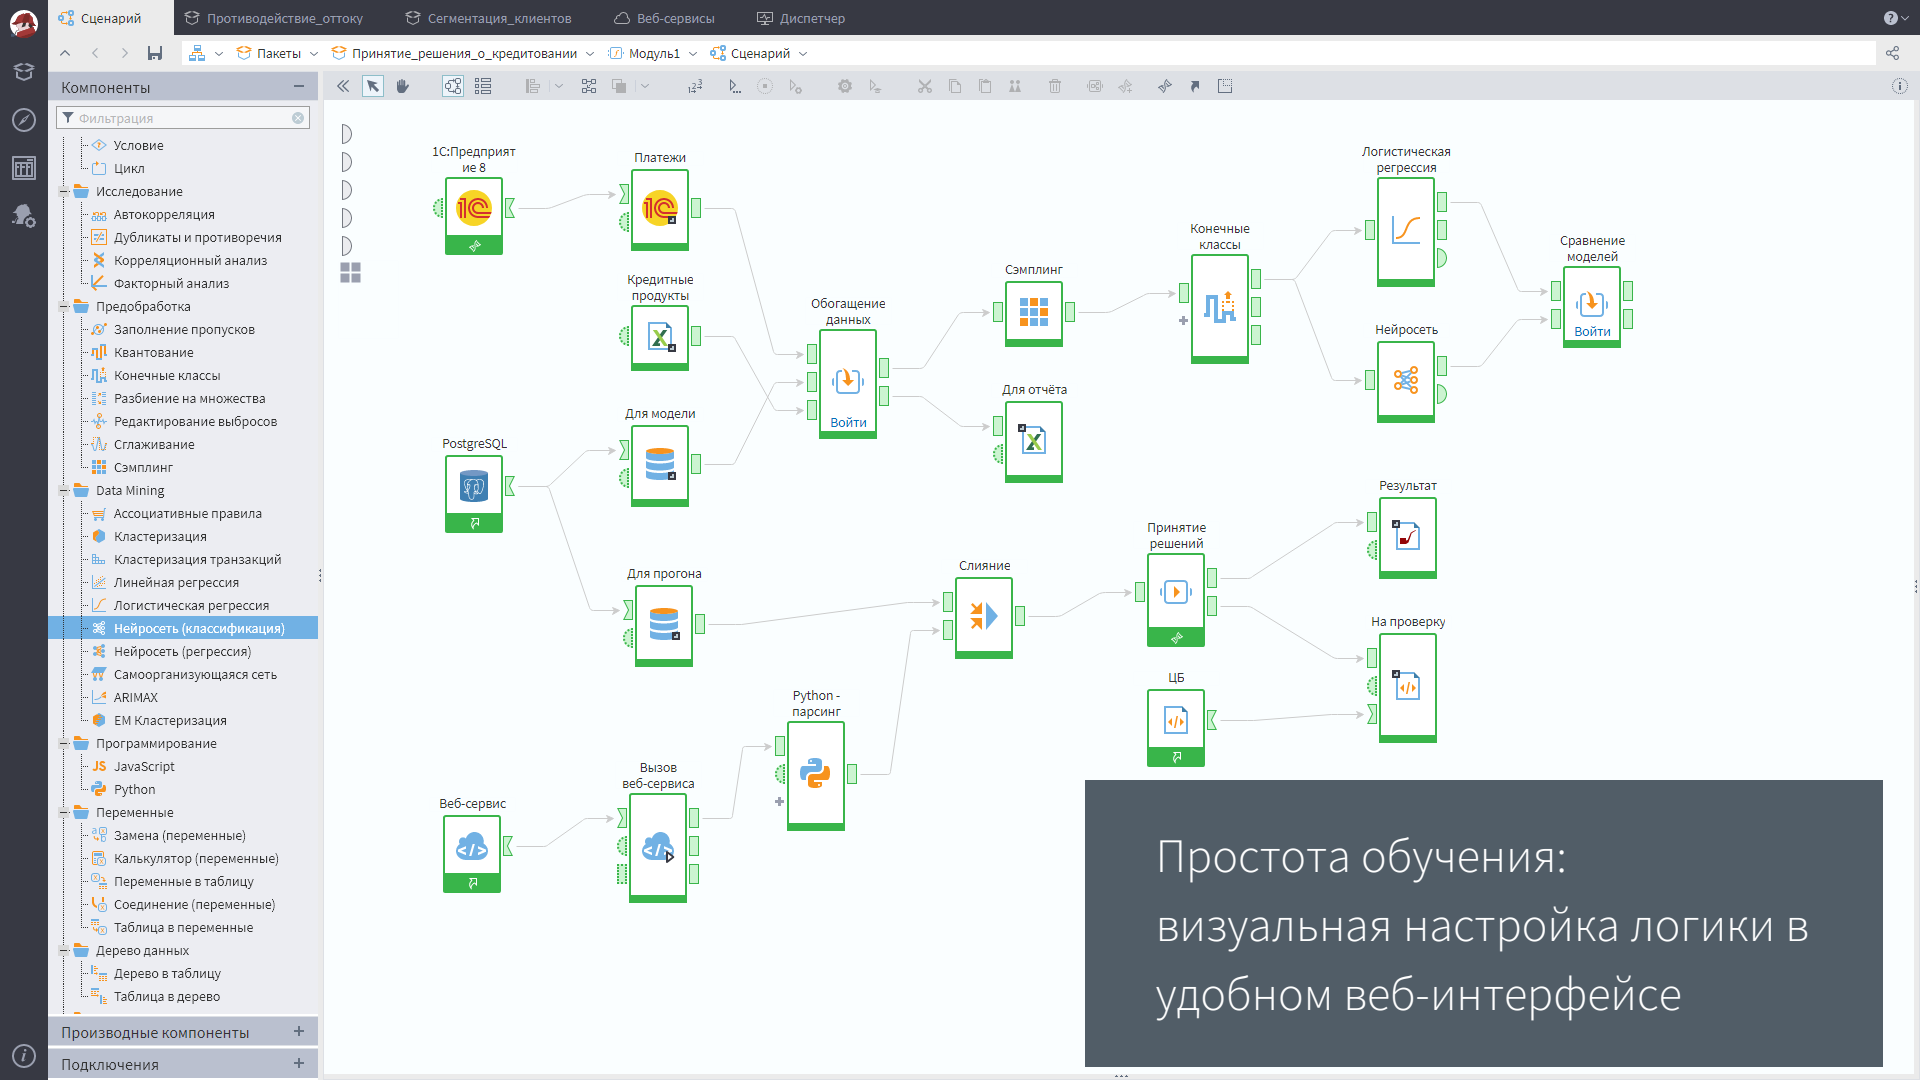 Сценарий
Противодействие_оттоку
Сегментация_клиентов
Веб-сервисы
Диспетчер
Пакеты
Принятие_решения_о_кредитовании
Модуль1
Сценарий
Компоненты
Фильтрация
Условие
Цикл
Исследование
Автокорреляция
Дубликаты и противоречия
Корреляционный анализ
Факторный анализ
Предобработка
Заполнение пропусков
Квантование
Конечные классы
Разбиение на множества
Редактирование выбросов
Сглаживание
Сэмплинг
Data Mining
Ассоциативные правила
Кластеризация
Кластеризация транзакций
Линейная регрессия
Логистическая регрессия
Нейросеть (классификация)
Нейросеть (регрессия)
Самоорганизующаяся сеть
ARIMAX
EM Кластеризация
Программирование
JS JavaScript
Python
Переменные
Замена (переменные)
Калькулятор (переменные)
Переменные в таблицу
Соединение (переменные)
Таблица в переменные
Дерево данных
Дерево в таблицу
Таблица в дерево
Производные компоненты
Подключения
1С:Предприят
ие 8
Платежи
Кредитные
продукты
Для модели
PostgreSQL
Для прогона
Обогащение
данных
Войти
Сэмплинг
Для отчёта
Конечные
классы
Логистическая
регрессия
Нейросеть
Сравнение
моделей
Войти
Слияние
Принятие
решений
Результат
На проверку
ЦБ
Python -
парсинг
Вызов
веб-сервиса
Веб-сервис
Простота обучения:
визуальная настройка логики в
удобном веб-интерфейсе